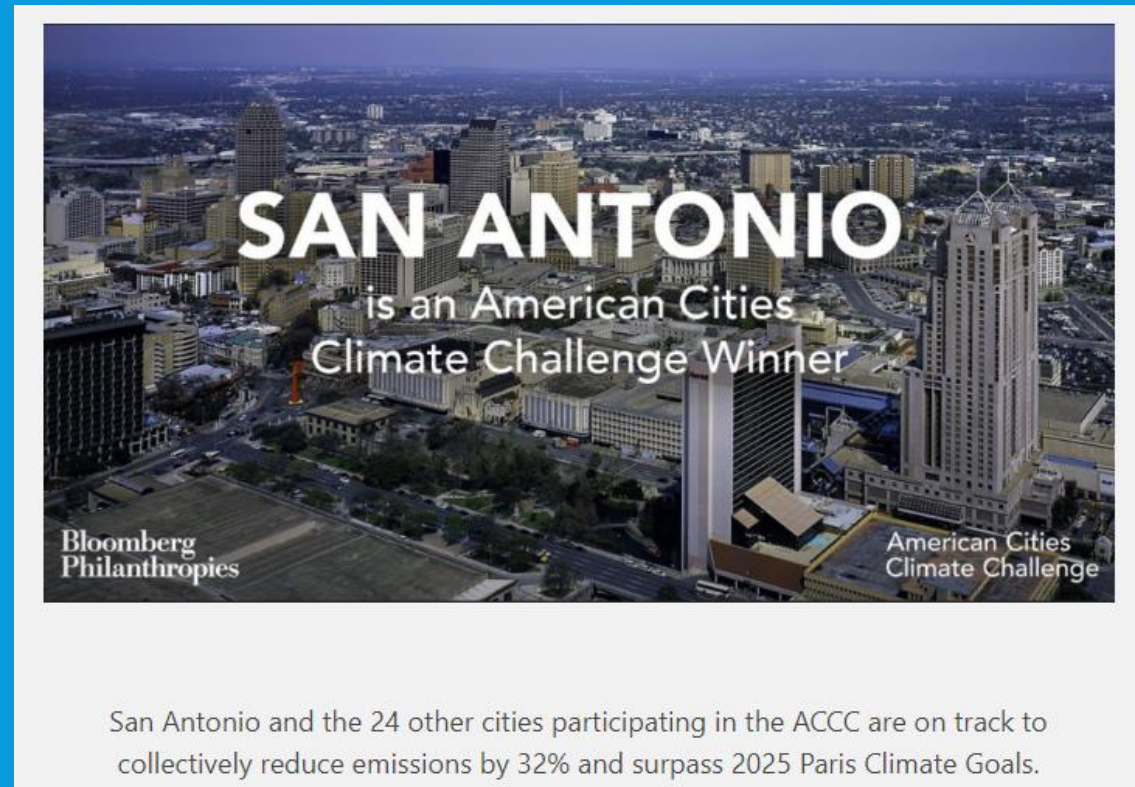 SAN ANTONIO
is an American Cities
Climate Challenge Winner
Bloomberg
Philanthropies
American Cities
Climate Challenge
San Antonio and the 24 other cities participating in the ACCC are on track to
collectively reduce emissions by 32% and surpass 2025 Paris Climate Goals.